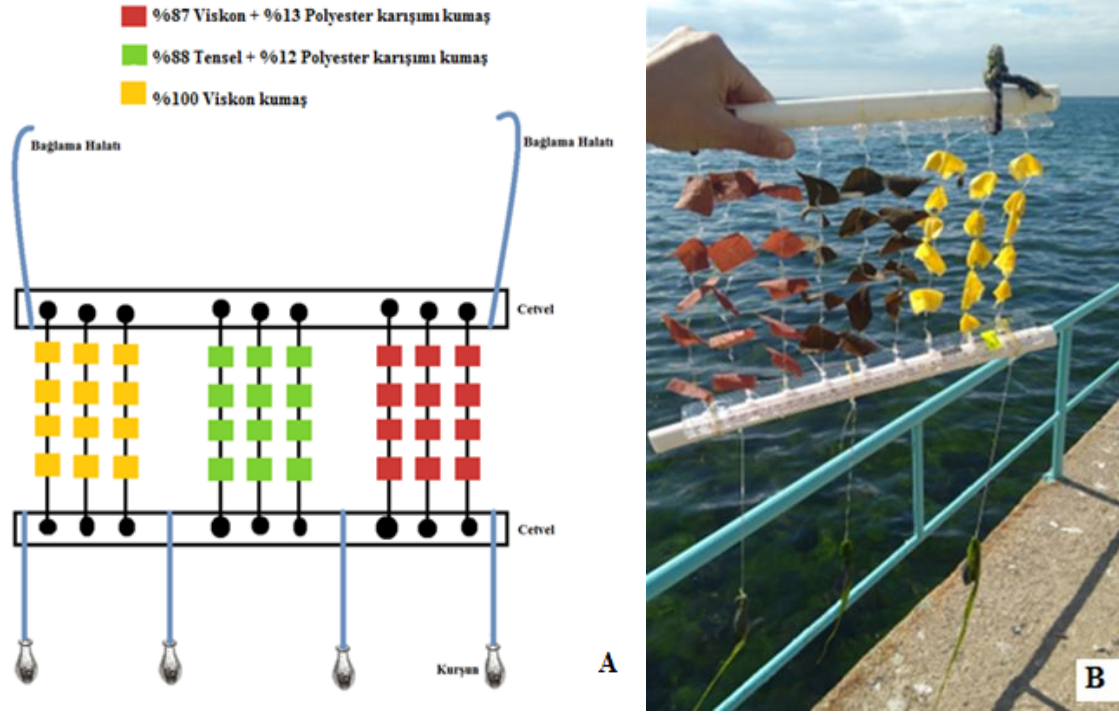 %87 Viskon + %13 Polyester karışımı kumaş
%88 Tensel + %12 Polyester karışımı kumaş
%100 Viskon kumaş
Bağlama Halatı
Bağlama Halatı
Cetvel
Cetvel
Kurşun
A
B